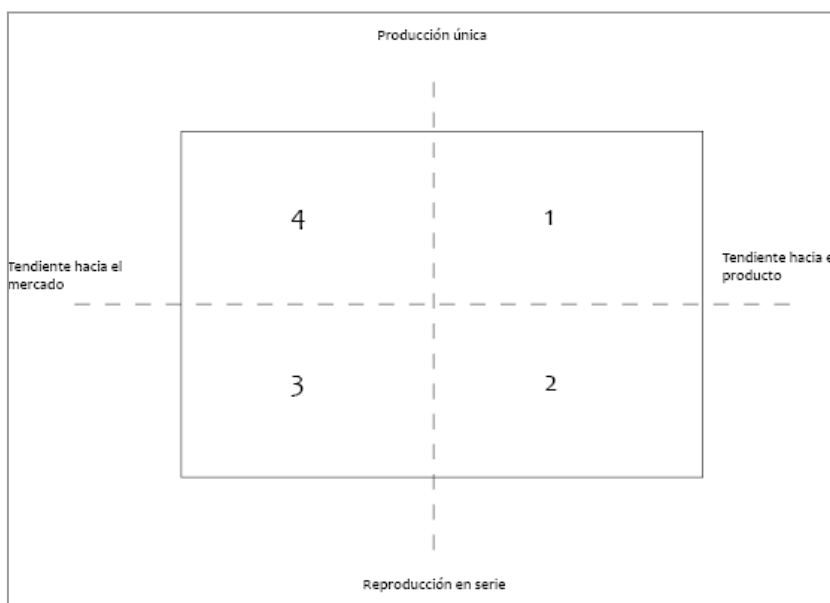 Producción única
4
1
Tendiente hacia el
mercado
Tendiente hacia e
producto
3
2
Reproducción en serie